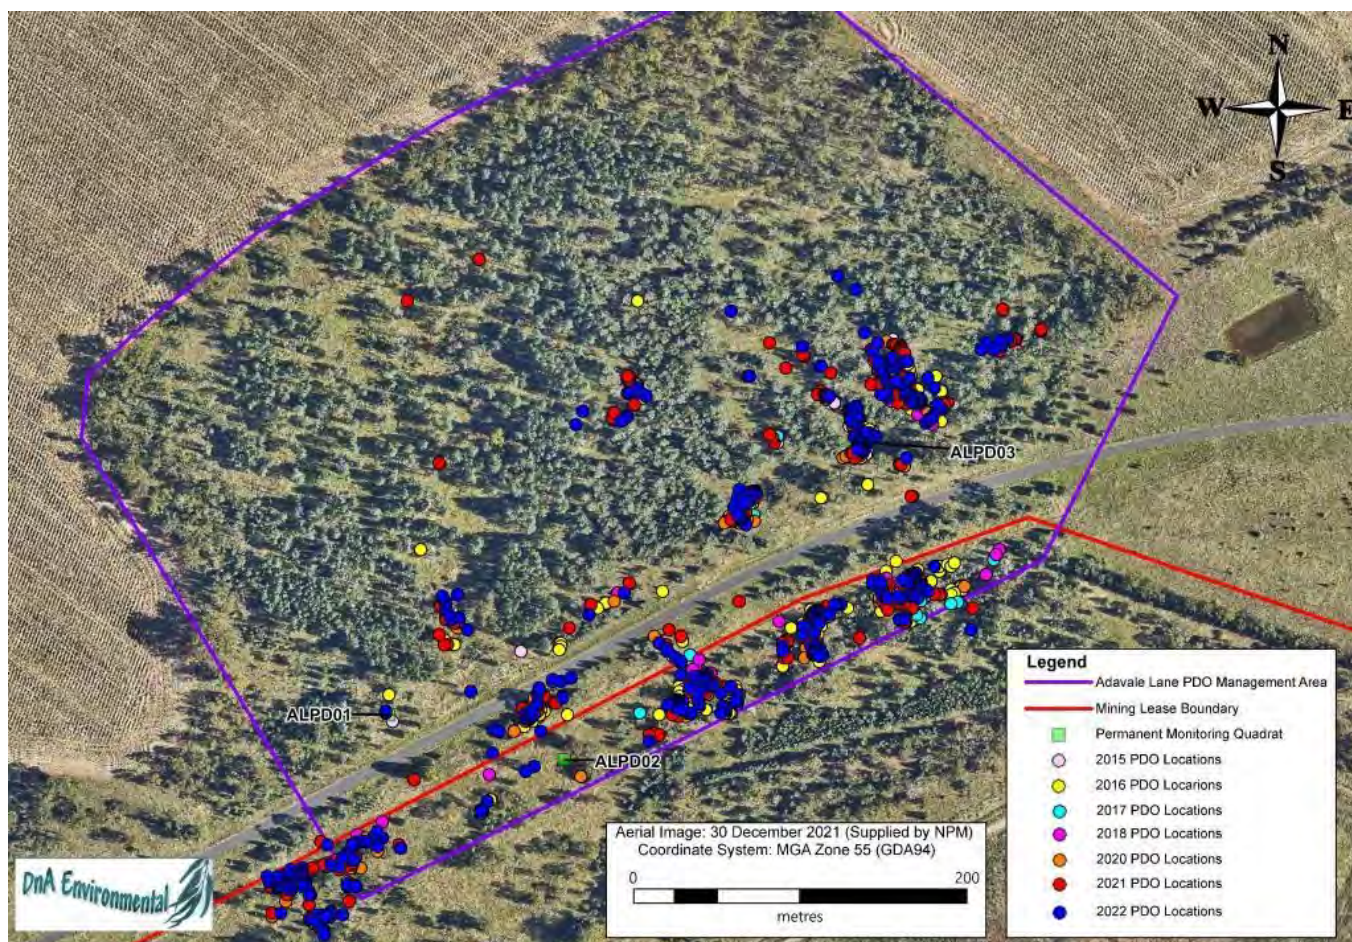 N
W
E
S
ALPD03
ALPD01
ALPD02
Legend
Adavale Lane PDO Management Area
Mining Lease Boundary
Permanent Monitoring Quadrat
2015 PDO Locations
2016 PDO Locarions
2017 PDO Locations
2018 PDO Locations
2020 PDO Locations
2021 PDO Locations
2022 PDO Locations
Aerial Image: 30 December 2021 (Supplied by NPM)
Coordinate System: MGA Zone 55 (GDA94)
0 200
metres
DnA Environmental